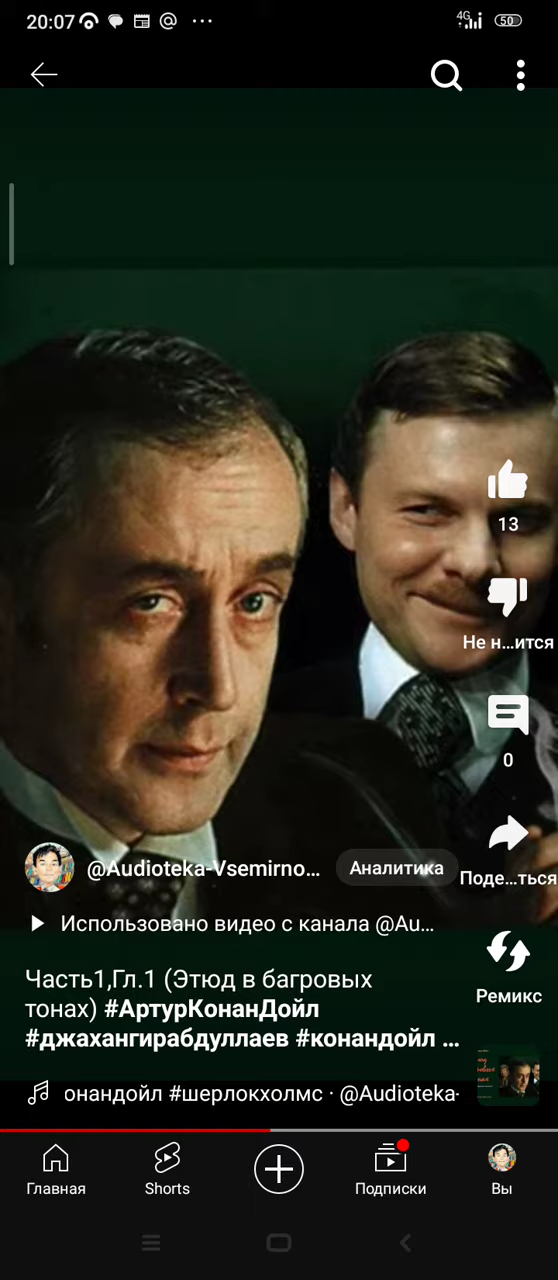 20:07
4G
50
13
Не н...ится
0
@Audioteka-Vsemirno...
Аналитика
Поде...ться
Использовано видео с канала @Au...
Ремикс
Часть1,Гл.1 (Этюд в багровых
тонах) #АртурКонанДойл
#джахангирабдуллаев #конандойл ...
онандойл #шерлокхолмс · @Audioteka-
Главная
Shorts
Подписки
Вы